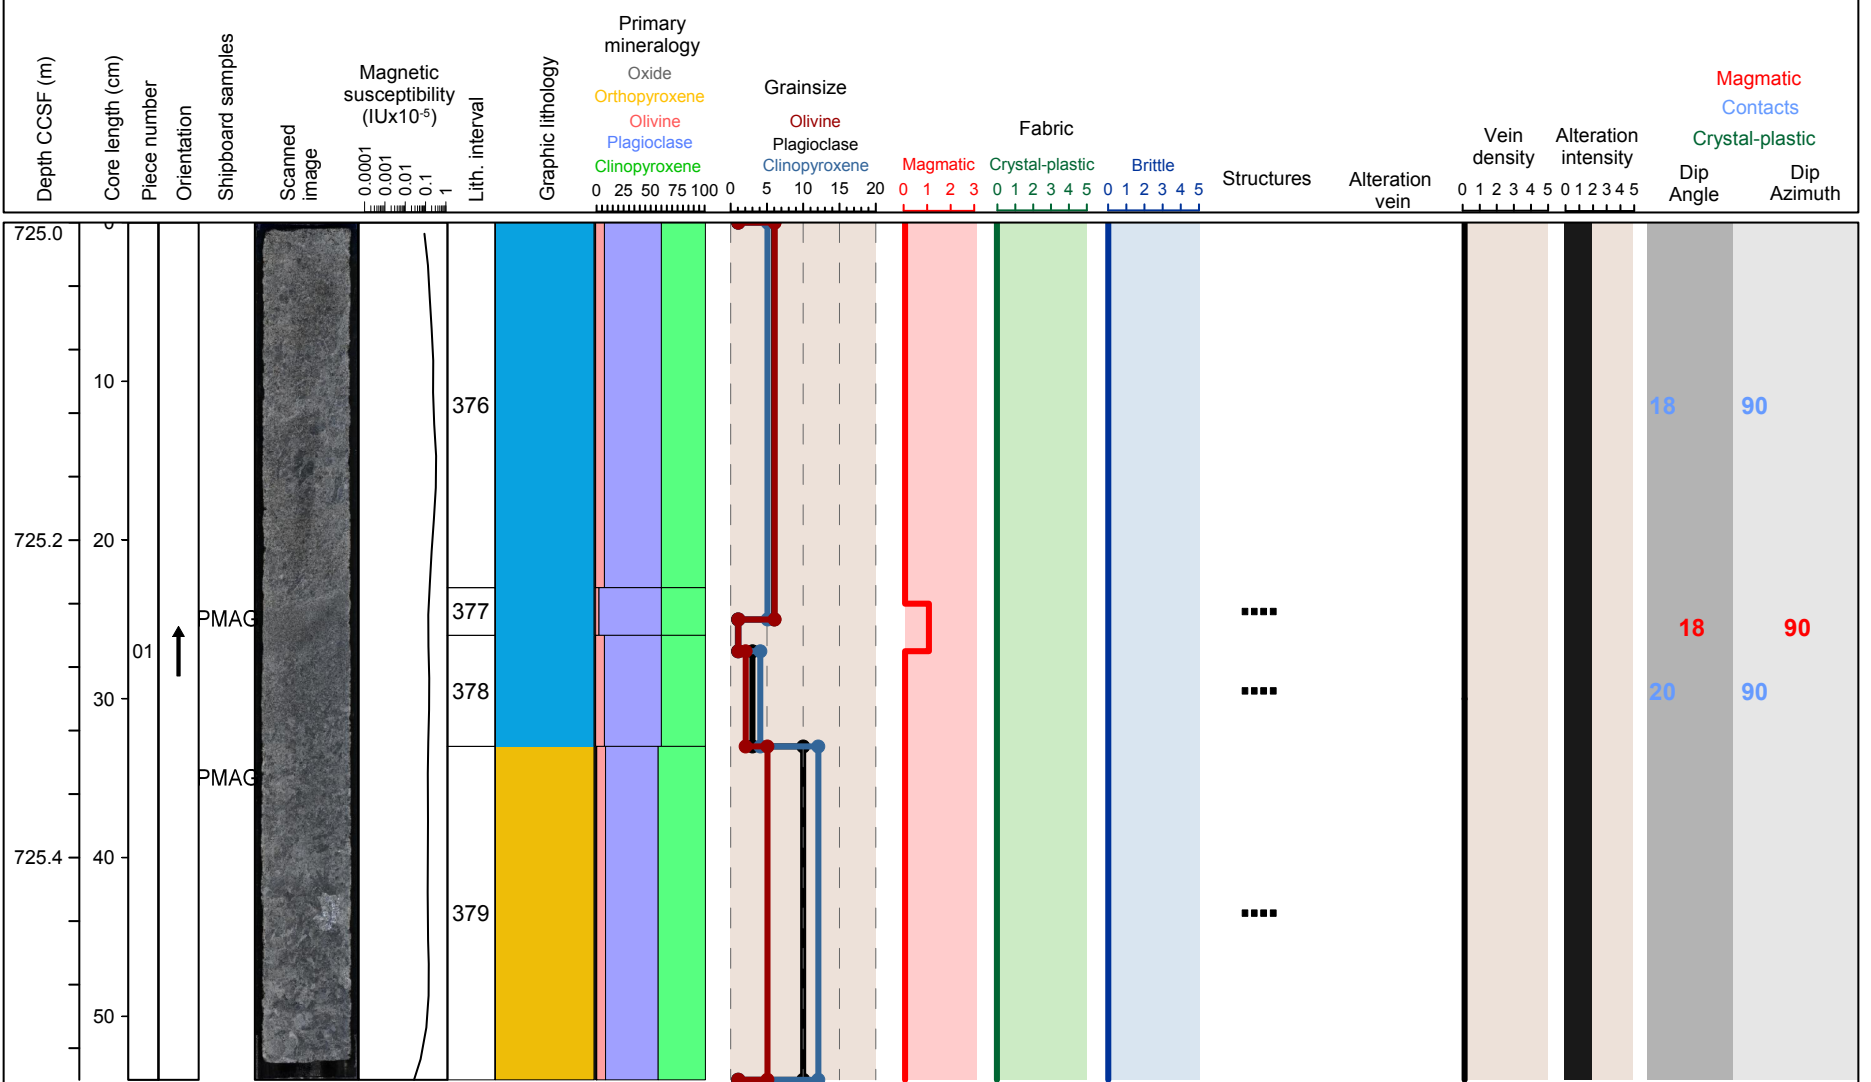 Depth CCSF (m)
Core length (cm)
Piece number
Orientation
Shipboard samples
Scanned
image
Magnetic
susceptibility
(IUx10⁻⁵)
0.0001
0.001
0.01
0.1
1
Lith. interval
Graphic lithology
Primary
mineralogy
Oxide
Orthopyroxene
Olivine
Plagioclase
Clinopyroxene
0 25 50 75 100
Grainsize
Olivine
Plagioclase
Clinopyroxene
0 5 10 15 20
Fabric
Magmatic
0 1 2 3
Crystal-plastic
0 1 2 3 4 5
Brittle
0 1 2 3 4 5
Structures
Alteration
vein
Vein
density
0 1 2 3 4 5
Alteration
intensity
0 1 2 3 4 5
Magmatic
Contacts
Crystal-plastic
Dip
Angle
Dip
Azimuth
725.0
0
10
376
18 90
725.2 20
377
PMAG
01
18 90
378
20 90
30
PMAG
725.4 40
379
50